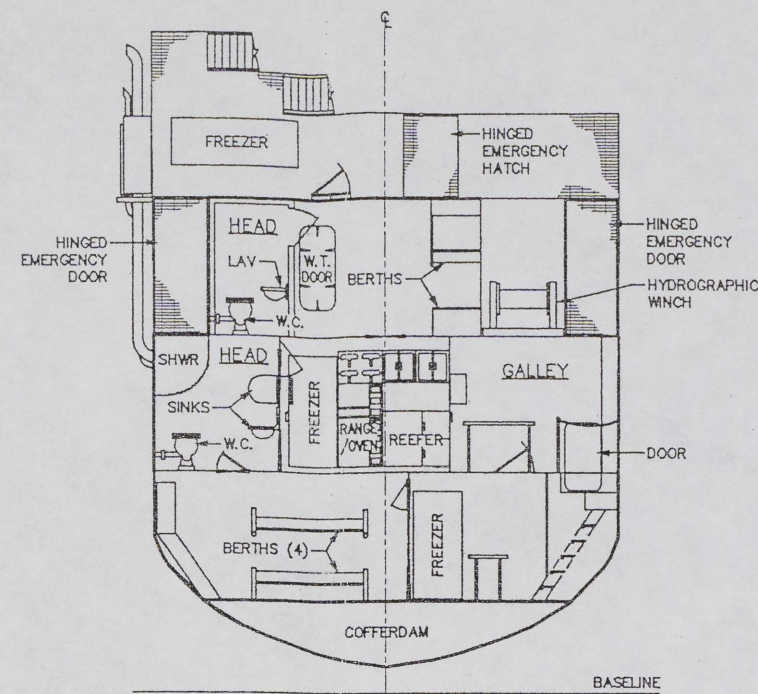 ℄
FREEZER
HINGED
EMERGENCY
HATCH
HEAD
HINGED
EMERGENCY
DOOR
HINGED
EMERGENCY
DOOR
LAV
W.T.
DOOR
BERTHS
HYDROGRAPHIC
WINCH
W.C.
SHWR
HEAD
GALLEY
SINKS
FREEZER
RANGE
/OVEN
REEFER
W.C.
DOOR
BERTHS (4)
FREEZER
COFFERDAM
BASELINE